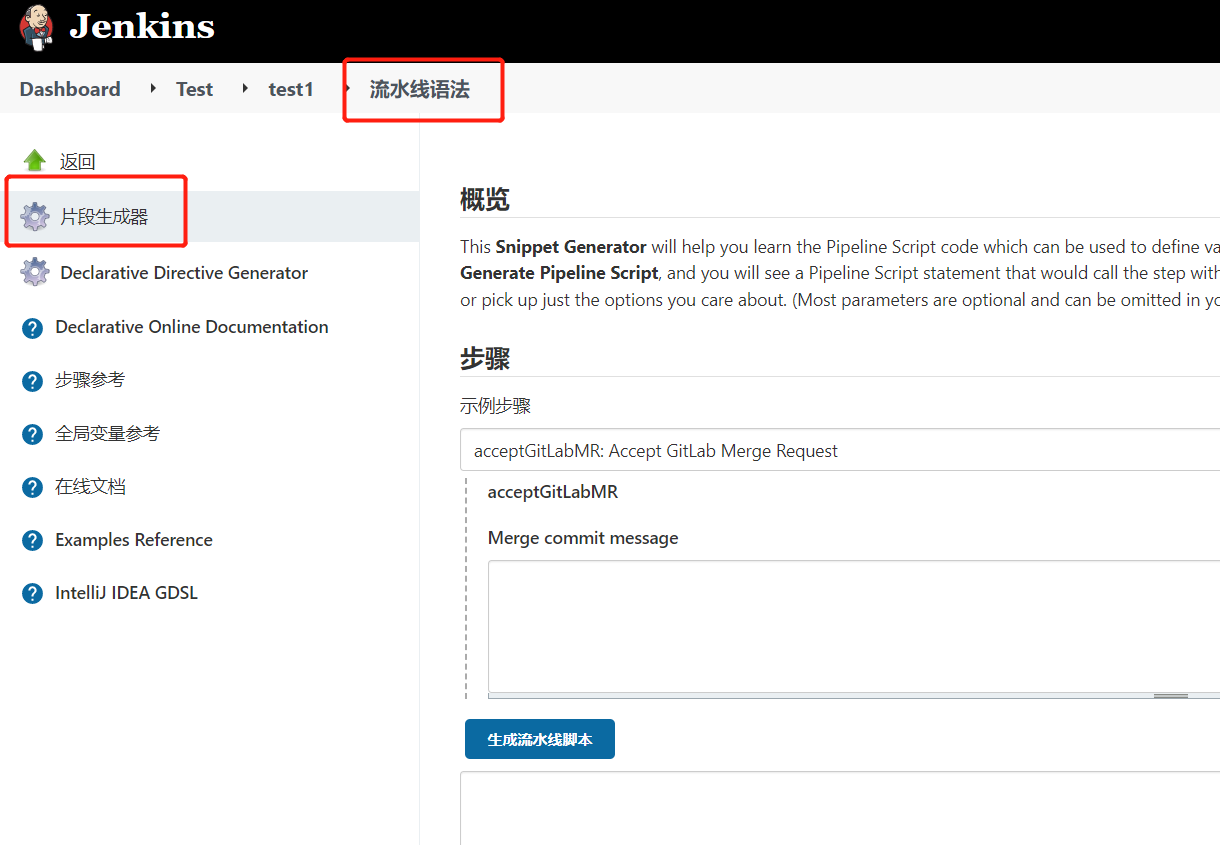 Jenkins
Dashboard Test test1 流水线语法
返回
片段生成器
Declarative Directive Generator
Declarative Online Documentation
步骤参考
全局变量参考
在线文档
Examples Reference
IntelliJ IDEA GDSL
概览
This Snippet Generator will help you learn the Pipeline Script code which can be used to define va
Generate Pipeline Script, and you will see a Pipeline Script statement that would call the step with
or pick up just the options you care about. (Most parameters are optional and can be omitted in yo
步骤
示例步骤
acceptGitLabMR: Accept GitLab Merge Request
acceptGitLabMR
Merge commit message
生成流水线脚本